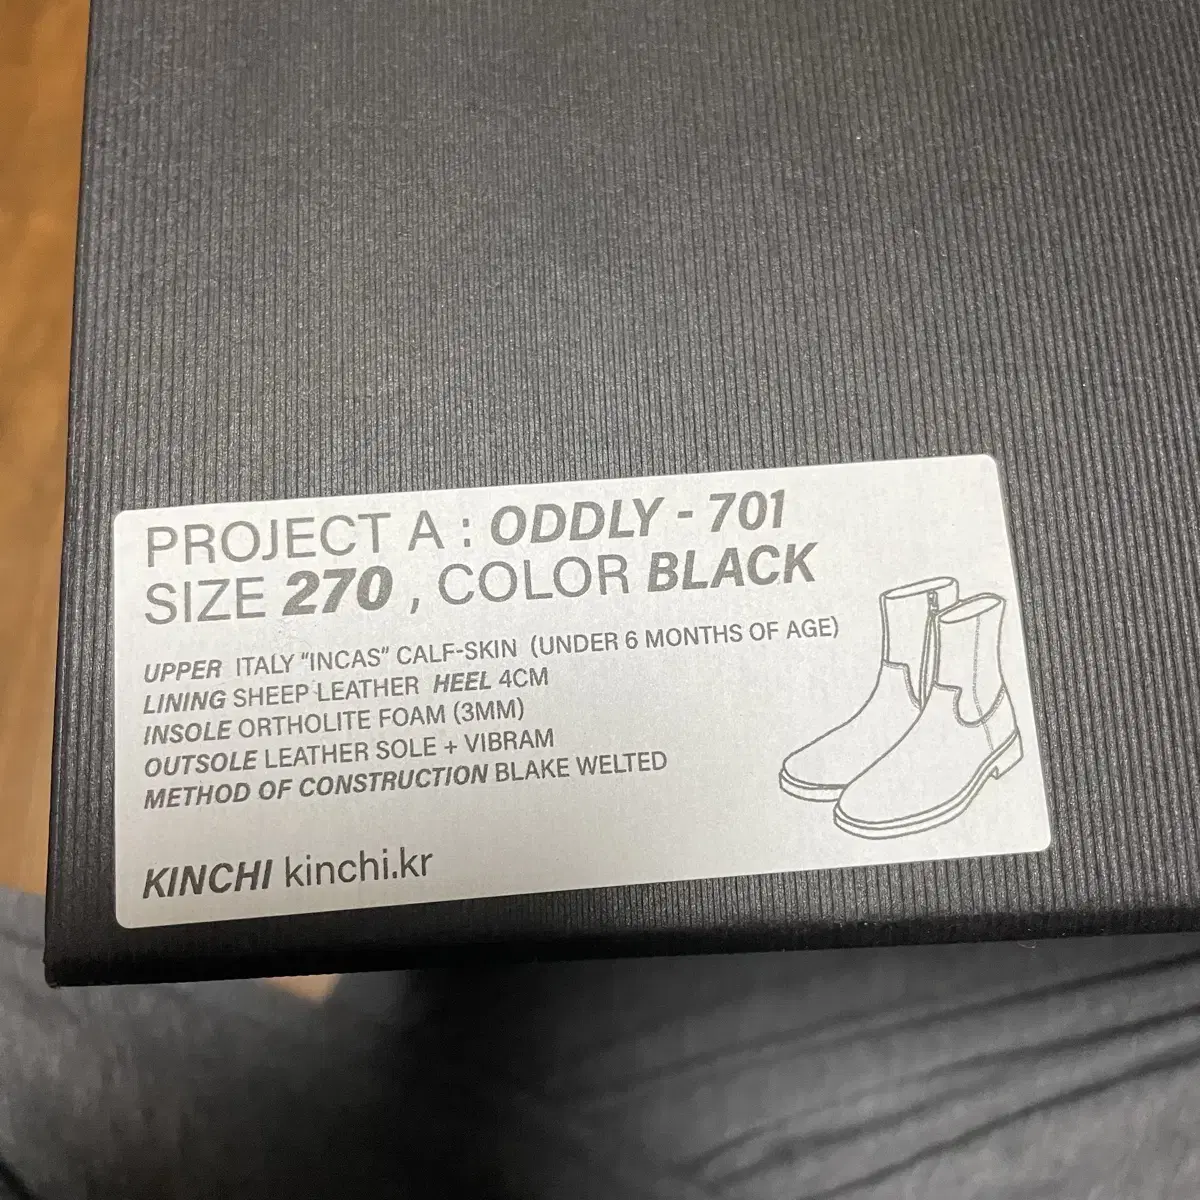 PROJECT A : ODDLY - 701
SIZE 270 , COLOR BLACK
UPPER ITALY "INCAS" CALF-SKIN (UNDER 6 MONTHS OF AGE)
LINING SHEEP LEATHER HEEL 4CM
INSOLE ORTHOLITE FOAM (3MM)
OUTSOLE LEATHER SOLE + VIBRAM
METHOD OF CONSTRUCTION BLAKE WELTED
KINCHI kinchi.kr